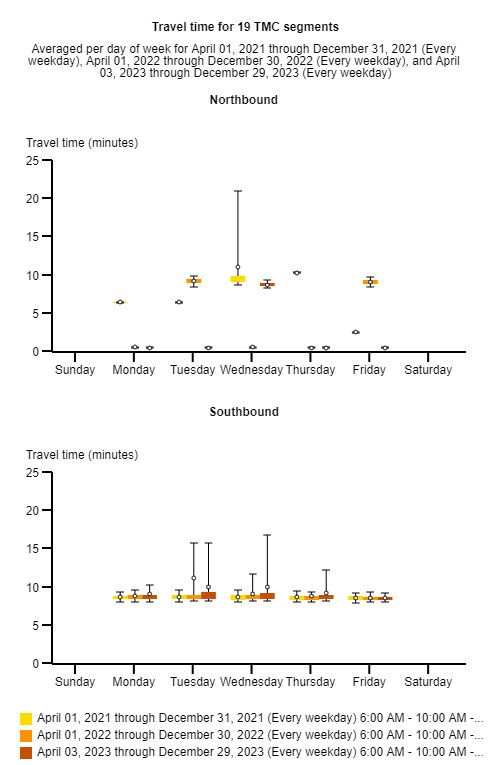 Travel time for 19 TMC segments
Averaged per day of week for April 01, 2021 through December 31, 2021 (Every
weekday), April 01, 2022 through December 30, 2022 (Every weekday), and April
03, 2023 through December 29, 2023 (Every weekday)
Northbound
Travel time (minutes)
25
20
15
10
5
0
Sunday Monday Tuesday Wednesday Thursday Friday Saturday
Southbound
Travel time (minutes)
25
20
15
10
5
0
Sunday Monday Tuesday Wednesday Thursday Friday Saturday
April 01, 2021 through December 31, 2021 (Every weekday) 6:00 AM - 10:00 AM -...
April 01, 2022 through December 30, 2022 (Every weekday) 6:00 AM - 10:00 AM -...
April 03, 2023 through December 29, 2023 (Every weekday) 6:00 AM - 10:00 AM -...